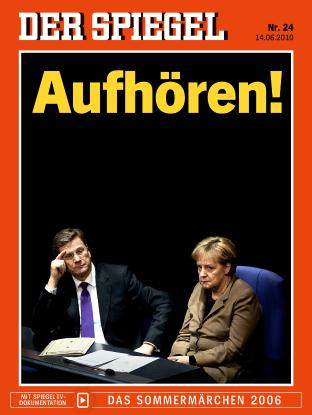 DER SPIEGEL
Nr. 24
14.06.2010
Aufhören!
MIT SPIEGEL TV-
DOKUMENTATION
DAS SOMMERMÄRCHEN 2006